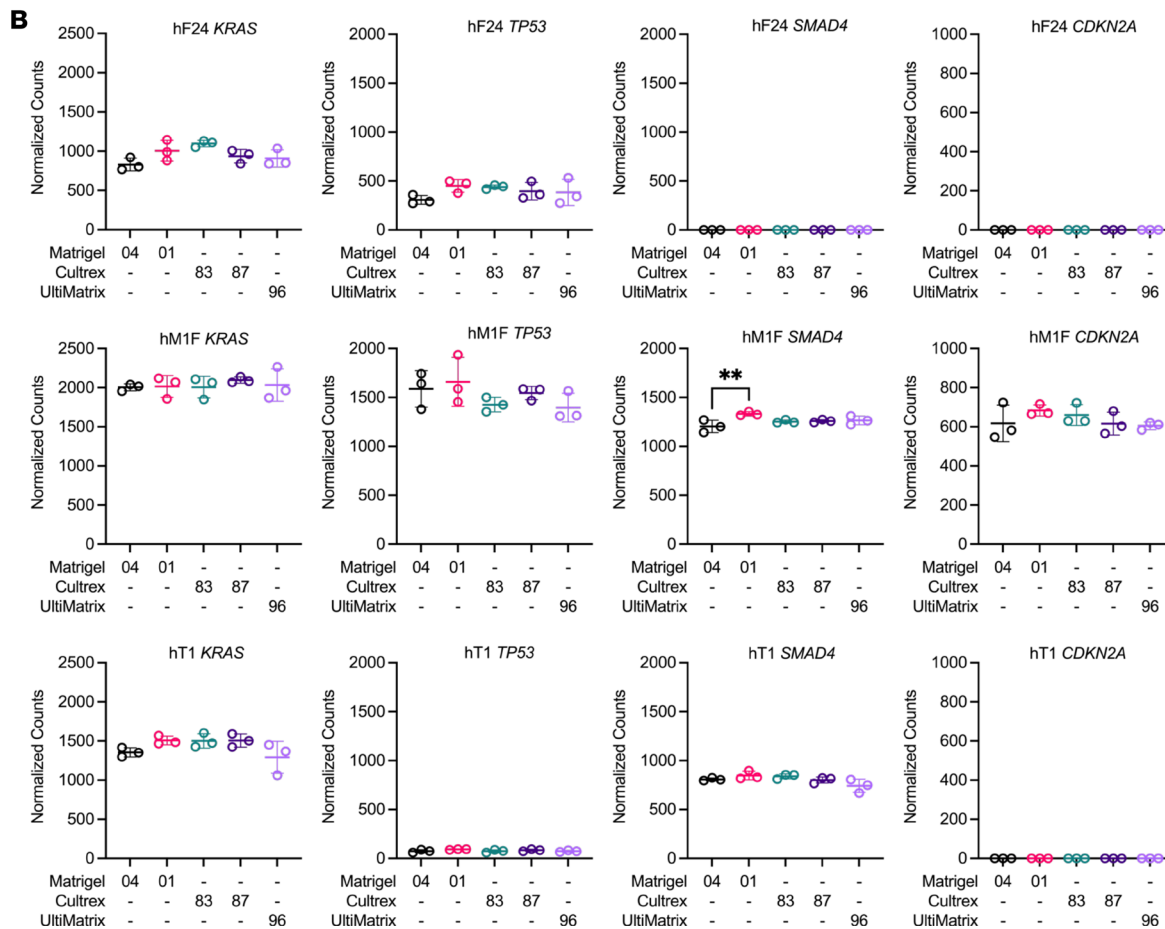 B
hF24 KRAS hF24 TP53 hF24 SMAD4 hF24 CDKN2A
Normalized Counts
2500
2000
1500
1000
500
0
Normalized Counts
2000
1500
1000
500
0
Normalized Counts
2000
1500
1000
500
0
Normalized Counts
1000
800
600
400
200
0
Matrigel 04 01 - - -
Cultrex - - 83 87 -
UltiMatrix - - - - 96
Matrigel 04 01 - - -
Cultrex - - 83 87 -
UltiMatrix - - - - 96
Matrigel 04 01 - - -
Cultrex - - 83 87 -
UltiMatrix - - - - 96
Matrigel 04 01 - - -
Cultrex - - 83 87 -
UltiMatrix - - - - 96
hM1F KRAS hM1F TP53 hM1F SMAD4 hM1F CDKN2A
Normalized Counts
2500
2000
1500
1000
500
0
Normalized Counts
2000
1500
1000
500
0
Normalized Counts
2000
1500
1000
500
0
**
Normalized Counts
1000
800
600
400
200
0
Matrigel 04 01 - - -
Cultrex - - 83 87 -
UltiMatrix - - - - 96
Matrigel 04 01 - - -
Cultrex - - 83 87 -
UltiMatrix - - - - 96
Matrigel 04 01 - - -
Cultrex - - 83 87 -
UltiMatrix - - - - 96
Matrigel 04 01 - - -
Cultrex - - 83 87 -
UltiMatrix - - - - 96
hT1 KRAS hT1 TP53 hT1 SMAD4 hT1 CDKN2A
Normalized Counts
2500
2000
1500
1000
500
0
Normalized Counts
2000
1500
1000
500
0
Normalized Counts
2000
1500
1000
500
0
Normalized Counts
1000
800
600
400
200
0
Matrigel 04 01 - - -
Cultrex - - 83 87 -
UltiMatrix - - - - 96
Matrigel 04 01 - - -
Cultrex - - 83 87 -
UltiMatrix - - - - 96
Matrigel 04 01 - - -
Cultrex - - 83 87 -
UltiMatrix - - - - 96
Matrigel 04 01 - - -
Cultrex - - 83 87 -
UltiMatrix - - - - 96